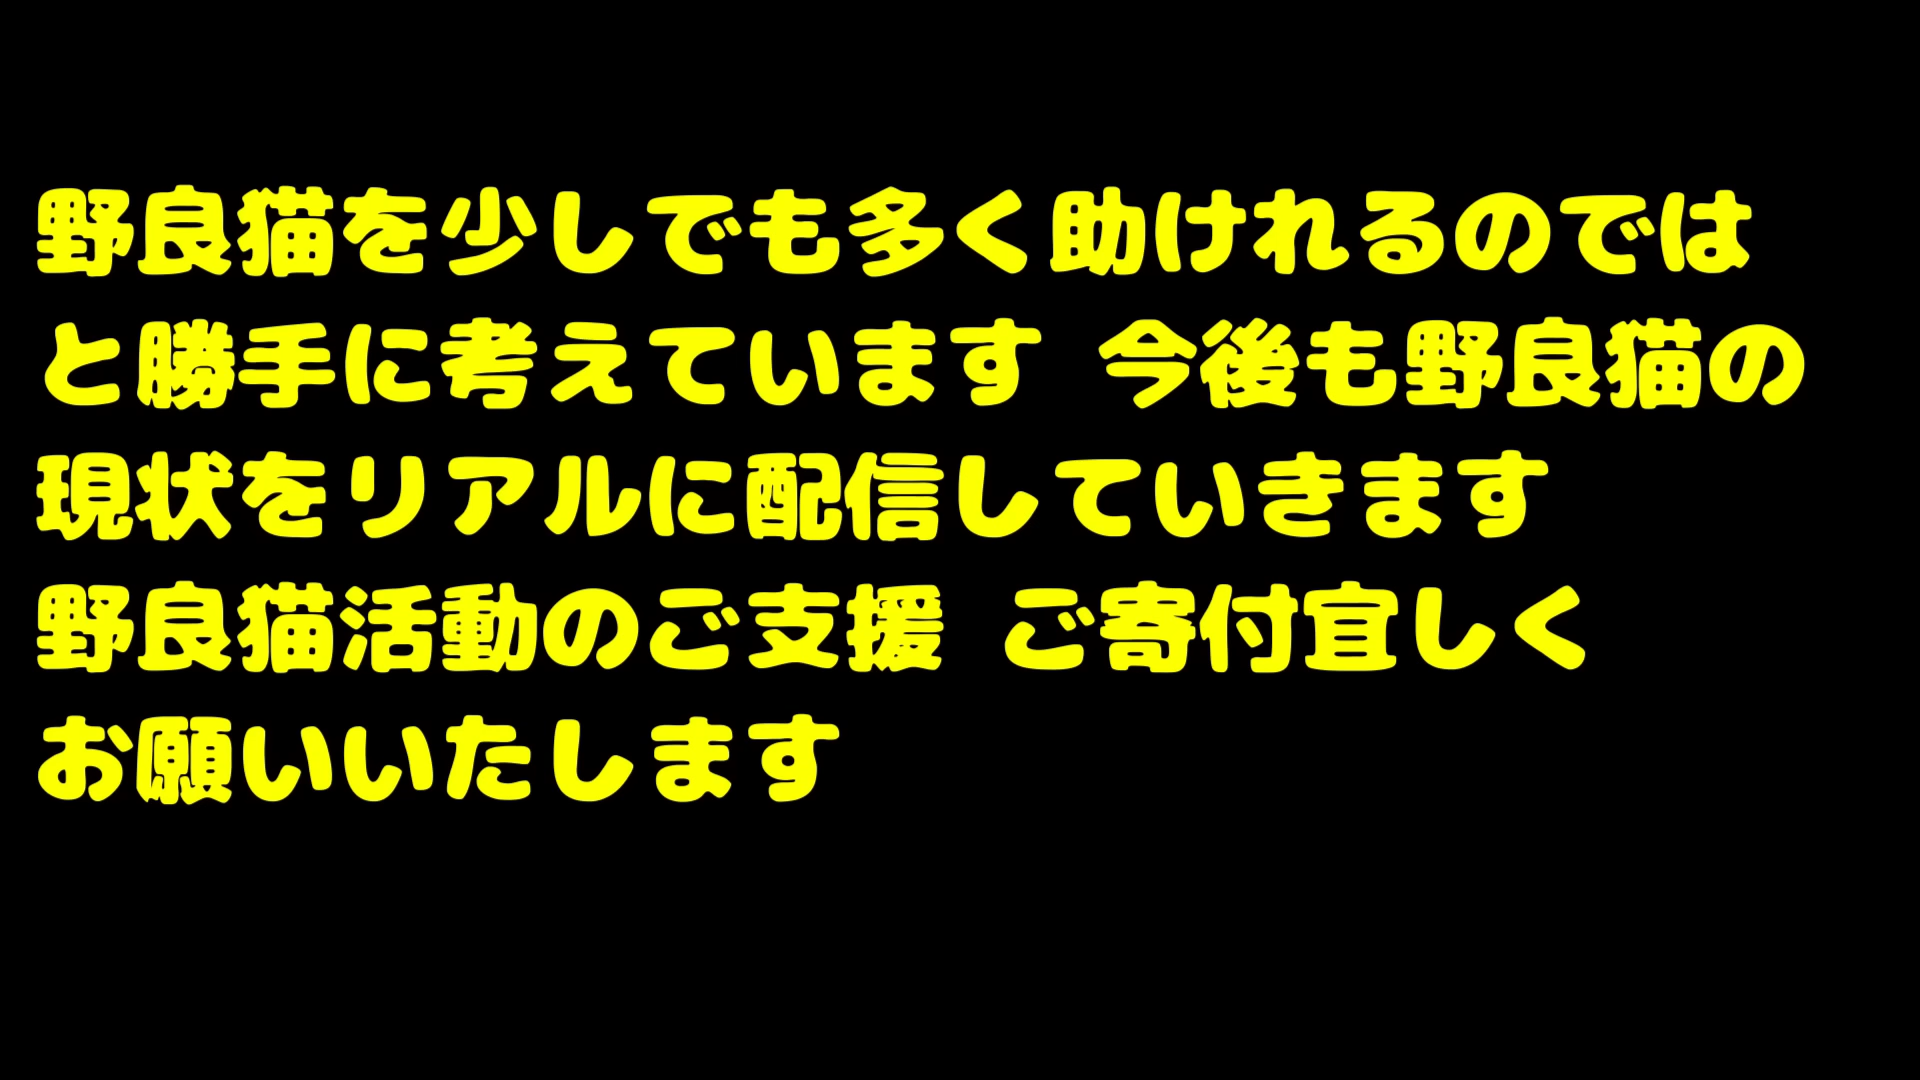 野良猫を少しでも多く助けれるのでは
と勝手に考えています 今後も野良猫の
現状をリアルに配信していきます
野良猫活動のご支援 ご寄付宜しく
お願いいたします